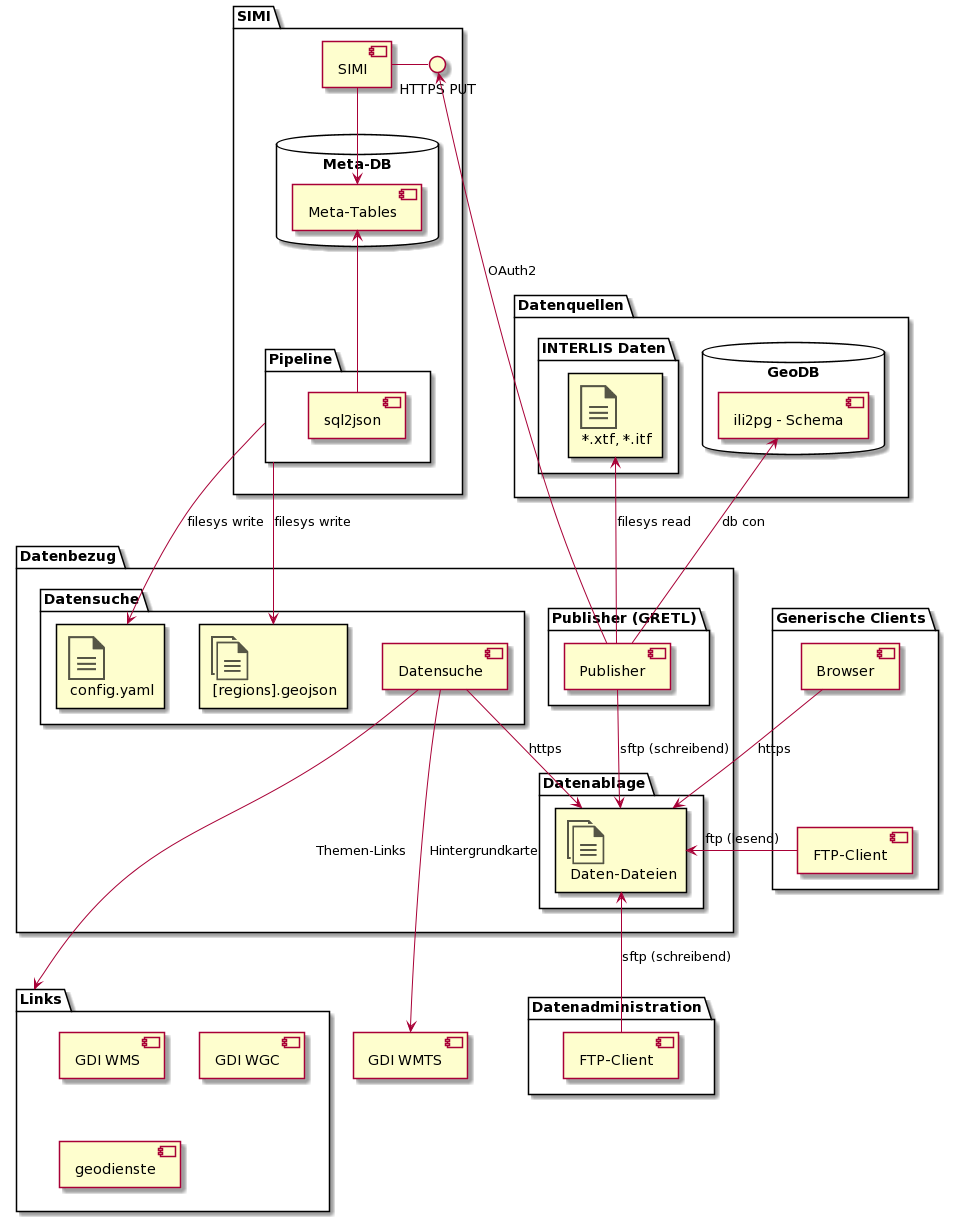 SIMI
SIMI
HTTPS PUT
Meta-DB
Meta-Tables
OAuth2
Datenquellen
INTERLIS Daten
GeoDB
*.xtf, *.itf
ili2pg - Schema
Pipeline
sql2json
filesys write
filesys write
filesys read
db con
Datenbezug
Datensuche
config.yaml
[regions].geojson
Datensuche
Publisher (GRETL)
Publisher
Generische Clients
Browser
https
sftp (schreibend)
https
Datenablage
Daten-Dateien
ftp (lesend)
FTP-Client
Themen-Links
Hintergrundkarte
sftp (schreibend)
Links
GDI WMS
GDI WGC
geodienste
GDI WMTS
Datenadministration
FTP-Client